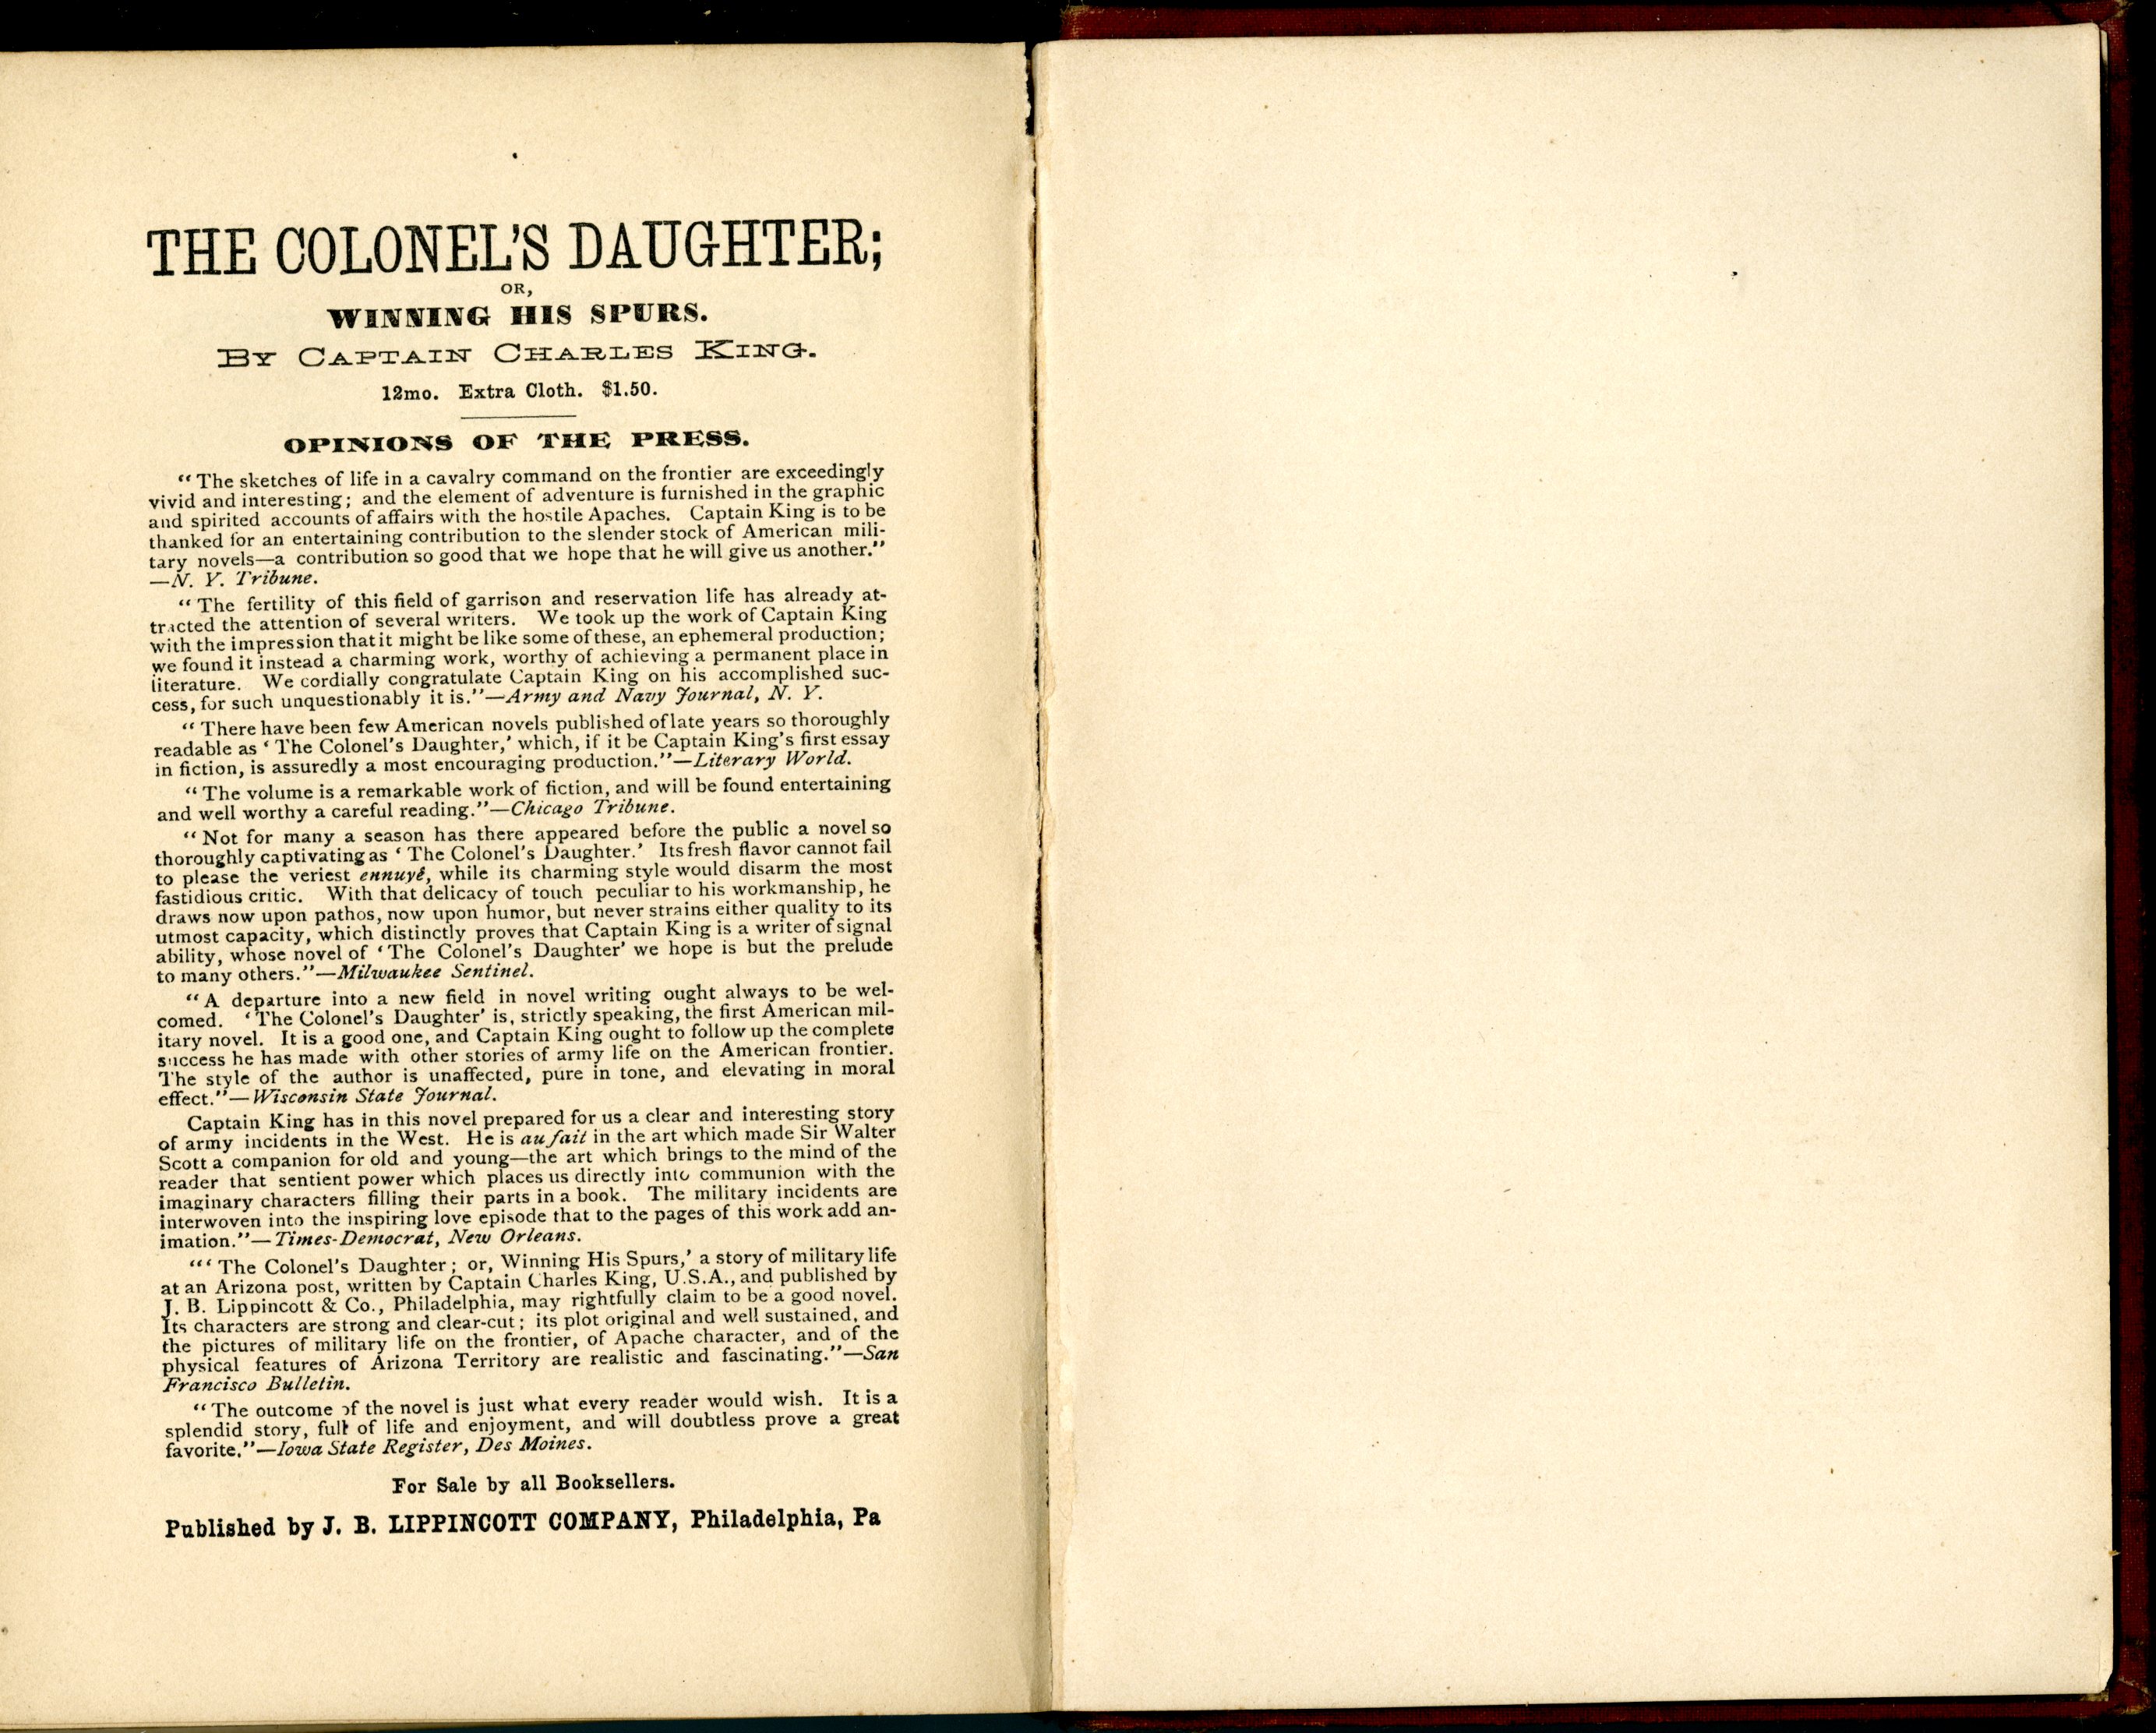 THE COLONEL'S DAUGHTER;
OR,
WINNING HIS SPURS.
BY CAPTAIN CHARLES KING.
12mo. Extra Cloth. $1.50.
OPINIONS OF THE PRESS.
"The sketches of life in a cavalry command on the frontier are exceedingly
vivid and interesting; and the element of adventure is furnished in the graphic
and spirited accounts of affairs with the hostile Apaches. Captain King is to be
thanked for an entertaining contribution to the slender stock of American mili-
tary novels—a contribution so good that we hope that he will give us another."
—N. Y. Tribune.
"The fertility of this field of garrison and reservation life has already at-
tracted the attention of several writers. We took up the work of Captain King
with the impression that it might be like some of these, an ephemeral production;
we found it instead a charming work, worthy of achieving a permanent place in
literature. We cordially congratulate Captain King on his accomplished suc-
cess, for such unquestionably it is."—Army and Navy Journal, N. Y.
"There have been few American novels published of late years so thoroughly
readable as 'The Colonel's Daughter,' which, if it be Captain King's first essay
in fiction, is assuredly a most encouraging production."—Literary World.
"The volume is a remarkable work of fiction, and will be found entertaining
and well worthy a careful reading."—Chicago Tribune.
"Not for many a season has there appeared before the public a novel so
thoroughly captivating as 'The Colonel's Daughter.' Its fresh flavor cannot fail
to please the veriest ennuyé, while its charming style would disarm the most
fastidious critic. With that delicacy of touch peculiar to his workmanship, he
draws now upon pathos, now upon humor, but never strains either quality to its
utmost capacity, which distinctly proves that Captain King is a writer of signal
ability, whose novel of 'The Colonel's Daughter' we hope is but the prelude
to many others."—Milwaukee Sentinel.
"A departure into a new field in novel writing ought always to be wel-
comed. 'The Colonel's Daughter' is, strictly speaking, the first American mil-
itary novel. It is a good one, and Captain King ought to follow up the complete
success he has made with other stories of army life on the American frontier.
The style of the author is unaffected, pure in tone, and elevating in moral
effect."—Wisconsin State Journal.
Captain King has in this novel prepared for us a clear and interesting story
of army incidents in the West. He is au fait in the art which made Sir Walter
Scott a companion for old and young—the art which brings to the mind of the
reader that sentient power which places us directly into communion with the
imaginary characters filling their parts in a book. The military incidents are
interwoven into the inspiring love episode that to the pages of this work add an-
imation."—Times-Democrat, New Orleans.
"'The Colonel's Daughter; or, Winning His Spurs,' a story of military life
at an Arizona post, written by Captain Charles King, U.S.A., and published by
J. B. Lippincott & Co., Philadelphia, may rightfully claim to be a good novel.
Its characters are strong and clear-cut; its plot original and well sustained, and
the pictures of military life on the frontier, of Apache character, and of the
physical features of Arizona Territory are realistic and fascinating."—San
Francisco Bulletin.
"The outcome of the novel is just what every reader would wish. It is a
splendid story, full of life and enjoyment, and will doubtless prove a great
favorite."—Iowa State Register, Des Moines.
For Sale by all Booksellers.
Published by J. B. LIPPINCOTT COMPANY, Philadelphia, Pa